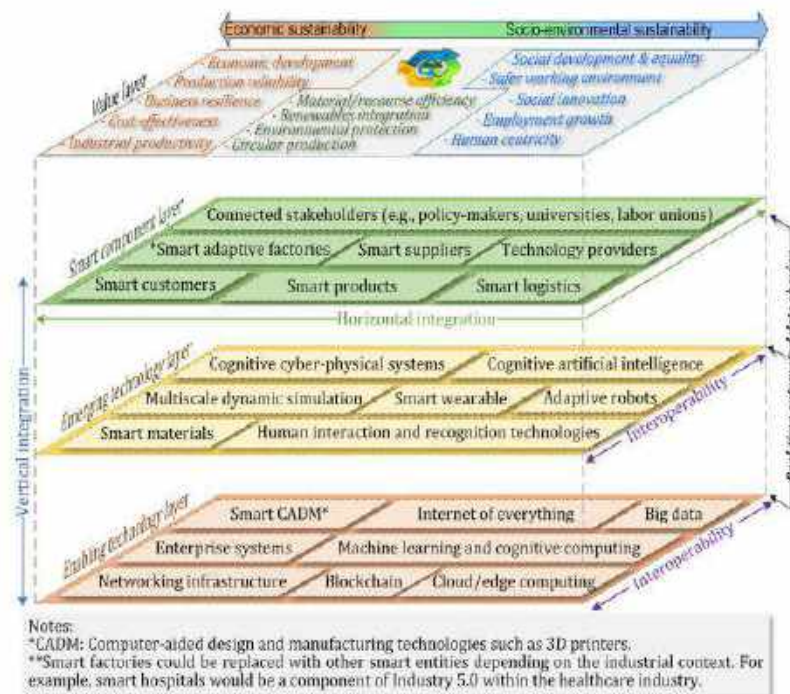 Economic sustainability
Socio-environmental sustainability
Value layer
- Economic development
- Production reliability
- Business resilience
- Cost-effectiveness
- Industrial productivity
- Material/recourse efficiency
- Renewables integration
- Environmental protection
- Circular production
- Social development & equality
- Safer working environment
- Social innovation
- Employment growth
- Human centricity
Smart component layer*
Connected stakeholders (e.g., policy-makers, universities, labor unions)
*Smart adaptive factories
Smart suppliers
Technology providers
Smart customers
Smart products
Smart logistics
Horizontal integration
Vertical integration
Emerging technology layer
Cognitive cyber-physical systems
Cognitive artificial intelligence
Multiscale dynamic simulation
Smart wearable
Adaptive robots
Smart materials
Human interaction and recognition technologies
Interoperability
Enabling technology layer
Smart CADM*
Internet of everything
Big data
Enterprise systems
Machine learning and cognitive computing
Networking infrastructure
Blockchain
Cloud/edge computing
Interoperability
Notes:
*CADM: Computer-aided design and manufacturing technologies such as 3D printers.
**Smart factories could be replaced with other smart entities depending on the industrial context. For
example, smart hospitals would be a component of Industry 5.0 within the healthcare industry.